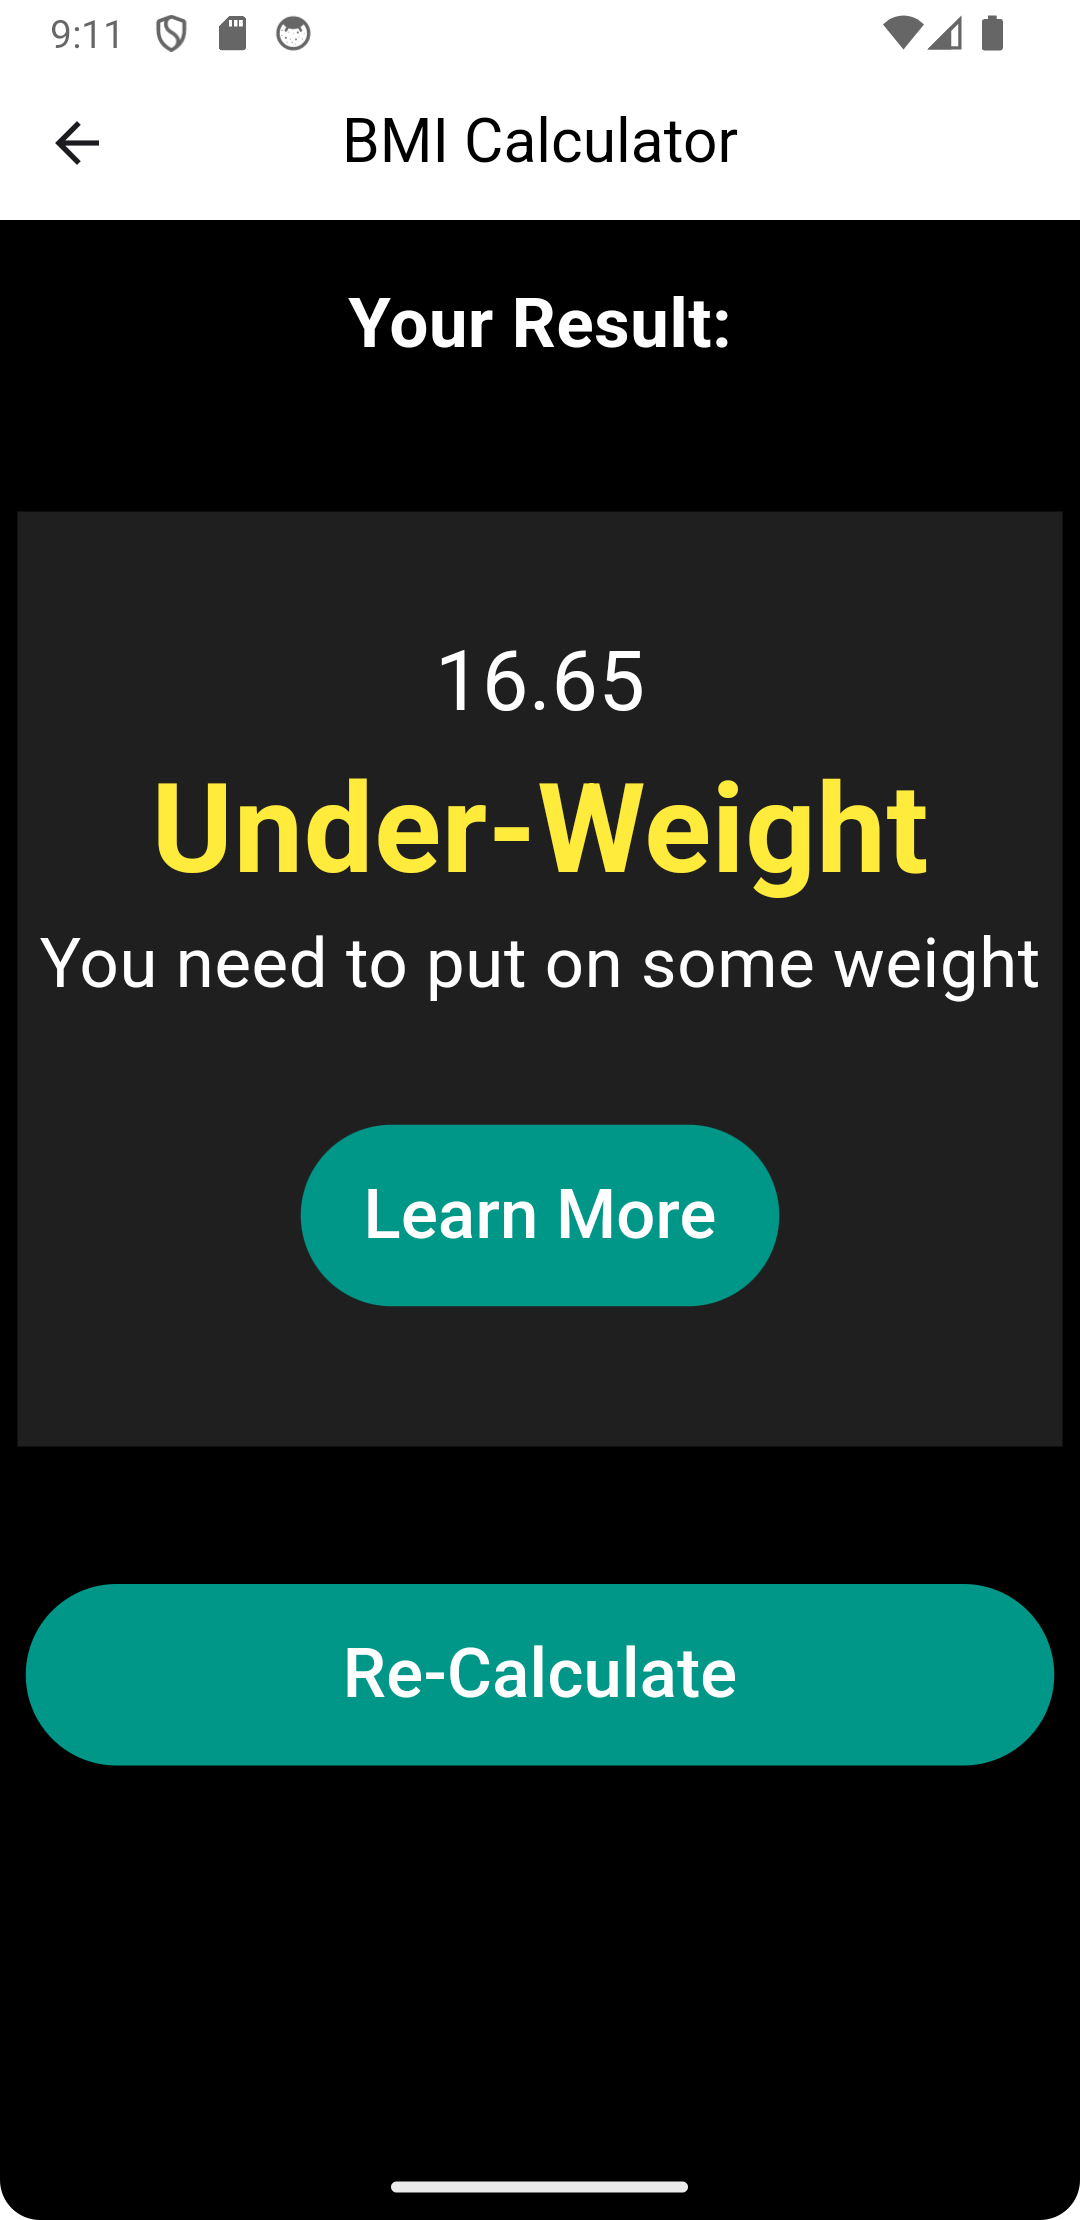 9:11
BMI Calculator
Your Result:
16.65
Under-Weight
You need to put on some weight
Learn More
Re-Calculate